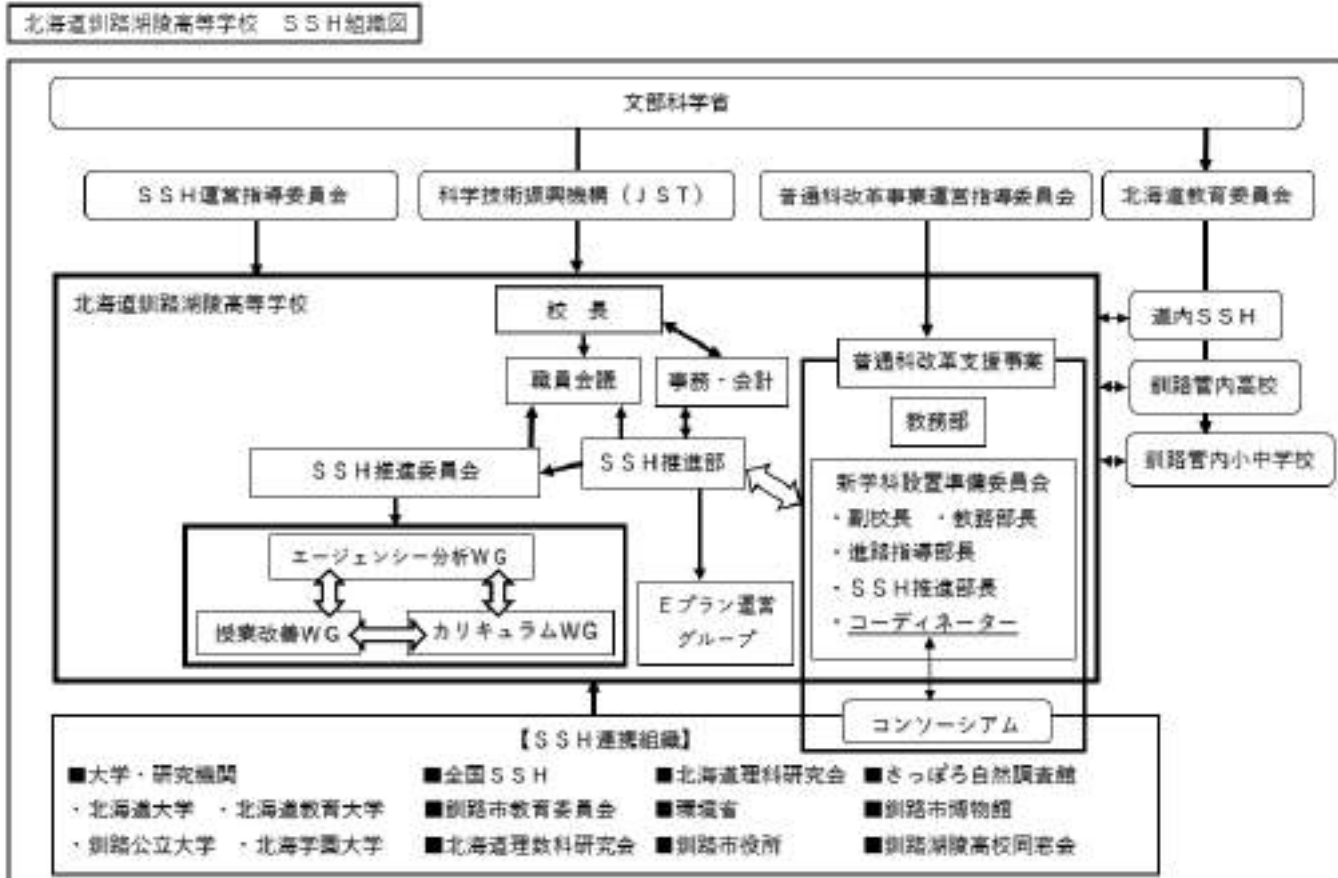 北海道釧路湖陵高等学校　ＳＳＨ組織図
文部科学省
ＳＳＨ運営指導委員会
科学技術振興機構（ＪＳＴ）
普通科改革事業運営指導委員会
北海道教育委員会
北海道釧路湖陵高等学校
校　長
道内ＳＳＨ
職員会議
事務・会計
普通科改革支援事業
釧路管内高校
教務部
ＳＳＨ推進委員会
ＳＳＨ推進部
釧路管内小中学校
新学科設置準備委員会
・副校長　・教務部長
・進路指導部長
・ＳＳＨ推進部長
・コーディネーター
エージェンシー分析WG
授業改善WG
カリキュラムWG
Ｅプラン運営
グループ
コンソーシアム
【ＳＳＨ連携組織】
■大学・研究機関　■全国ＳＳＨ　■北海道理科研究会　■さっぽろ自然調査館
・北海道大学　・北海道教育大学　■釧路市教育委員会　■環境省　■釧路市博物館
・釧路公立大学　・北海学園大学　■北海道理数科研究会　■釧路市役所　■釧路湖陵高校同窓会